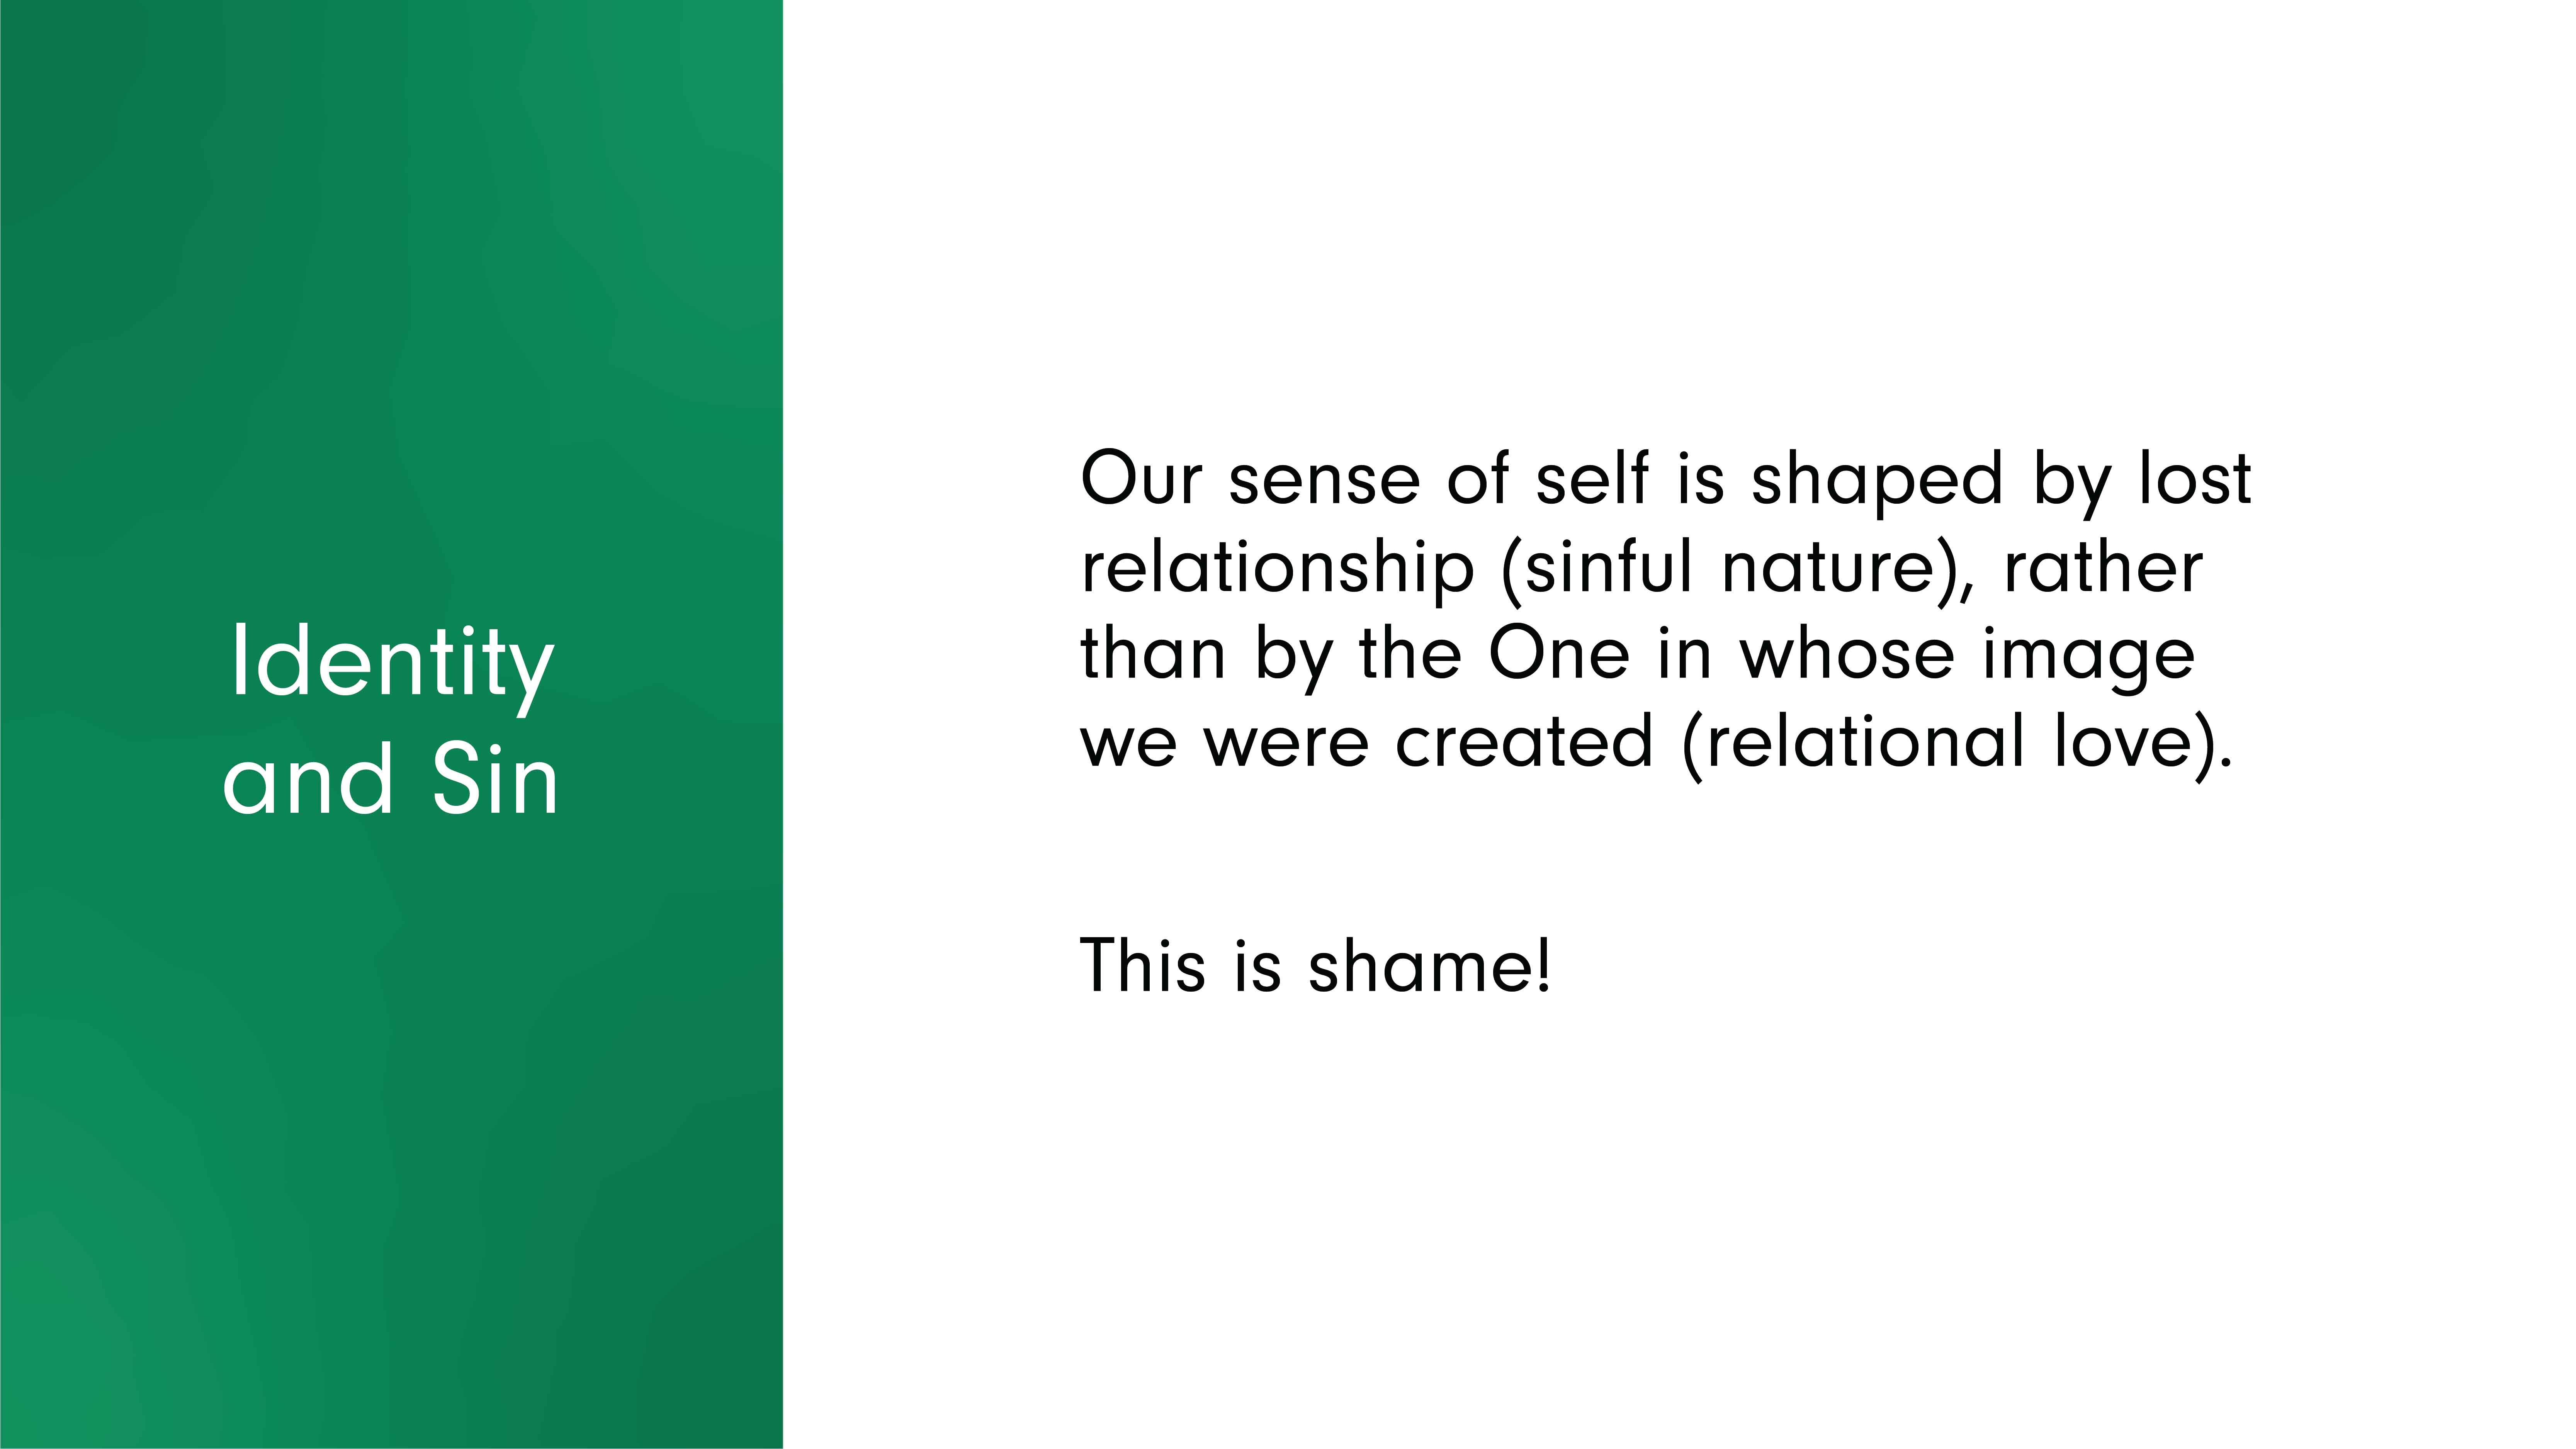 Identity
and Sin
Our sense of self is shaped by lost
relationship (sinful nature), rather
than by the One in whose image
we were created (relational love).
This is shame!